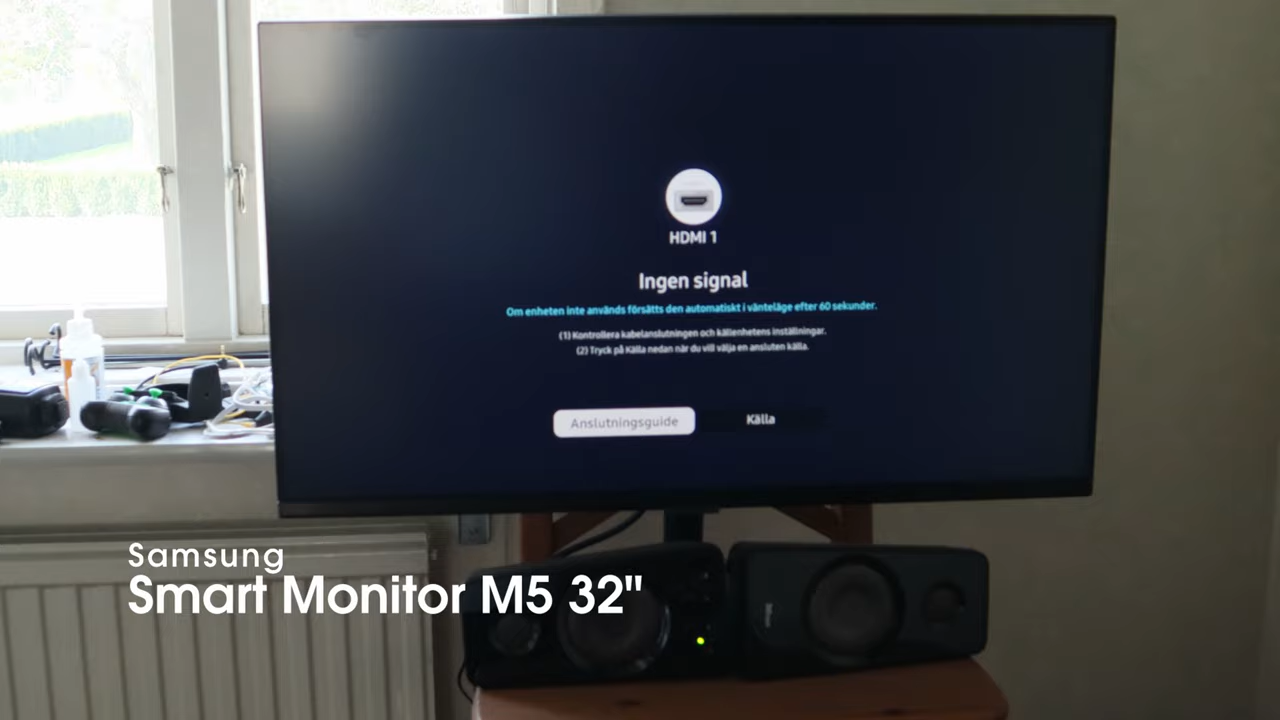 HDMI 1
Ingen signal
Om enheten inte används försätts den automatiskt i vänteläge efter 60 sekunder.
(1) Kontrollera kabelanslutningen och källenhetens inställningar.
(2) Tryck på Källa nedan när du vill välja en ansluten källa.
Anslutningsguide
Källa
Samsung
Smart Monitor M5 32"